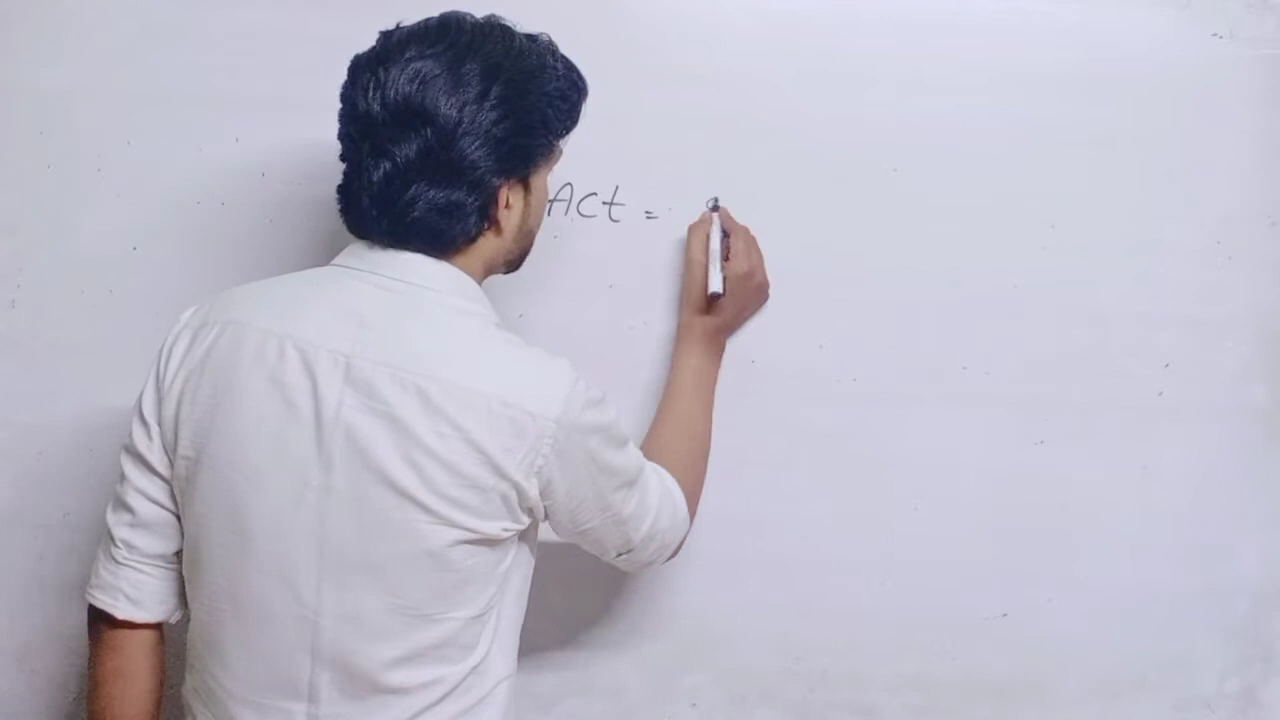 Act =